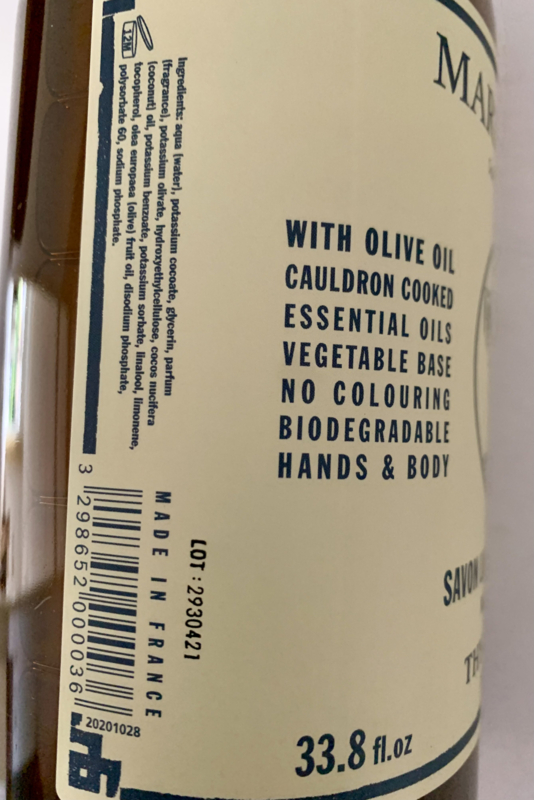 MAR
WITH OLIVE OIL
CAULDRON COOKED
ESSENTIAL OILS
VEGETABLE BASE
NO COLOURING
BIODEGRADABLE
HANDS & BODY
SAVON
TH
33.8 fl.oz
Ingredients: aqua (water), potassium cocoate, glycerin, parfum
(fragrance), potassium olivate, hydroxyethylcellulose, cocos nucifera
(coconut) oil, potassium benzoate, potassium sorbate, linalool, limonene,
tocopherol, olea europaea (olive) fruit oil, disodium phosphate,
polysorbate 60, sodium phosphate.
12M
LOT : 2930421
MADE IN FRANCE
3 298652 000036
20201028